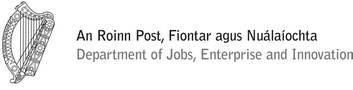 An Roinn Post, Fiontar agus Nuálaíochta
Department of Jobs, Enterprise and Innovation